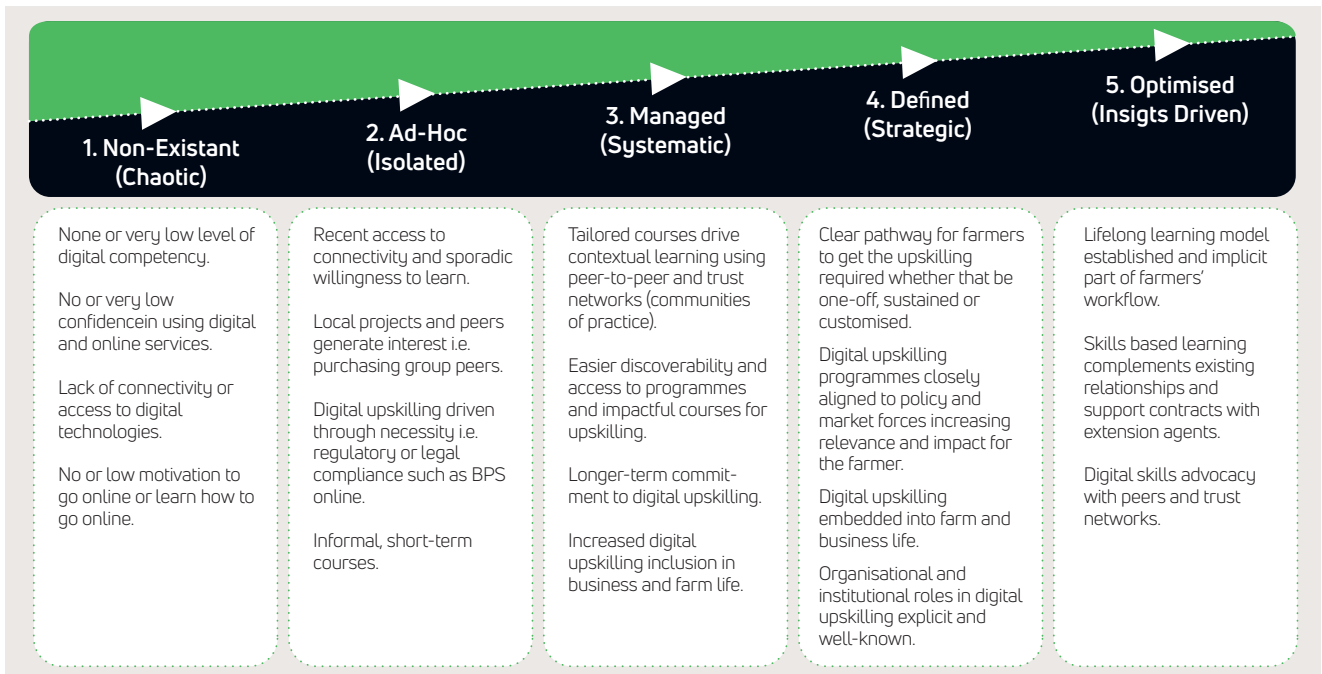 1. Non-Existant
(Chaotic)
2. Ad-Hoc
(Isolated)
3. Managed
(Systematic)
4. Defined
(Strategic)
5. Optimised
(Insigts Driven)
None or very low level of
digital competency.
No or very low
confidencein using digital
and online services.
Lack of connectivity or
access to digital
technologies.
No or low motivation to
go online or learn how to
go online.
Recent access to
connectivity and sporadic
willingness to learn.
Local projects and peers
generate interest i.e.
purchasing group peers.
Digital upskilling driven
through necessity i.e.
regulatory or legal
compliance such as BPS
online.
Informal, short-term
courses.
Tailored courses drive
contextual learning using
peer-to-peer and trust
networks (communities
of practice).
Easier discoverability and
access to programmes
and impactful courses for
upskilling.
Longer-term commit-
ment to digital upskilling.
Increased digital
upskilling inclusion in
business and farm life.
Clear pathway for farmers
to get the upskilling
required whether that be
one-off, sustained or
customised.
Digital upskilling
programmes closely
aligned to policy and
market forces increasing
relevance and impact for
the farmer.
Digital upskilling
embedded into farm and
business life.
Organisational and
institutional roles in digital
upskilling explicit and
well-known.
Lifelong learning model
established and implicit
part of farmers'
workflow.
Skills based learning
complements existing
relationships and
support contracts with
extension agents.
Digital skills advocacy
with peers and trust
networks.